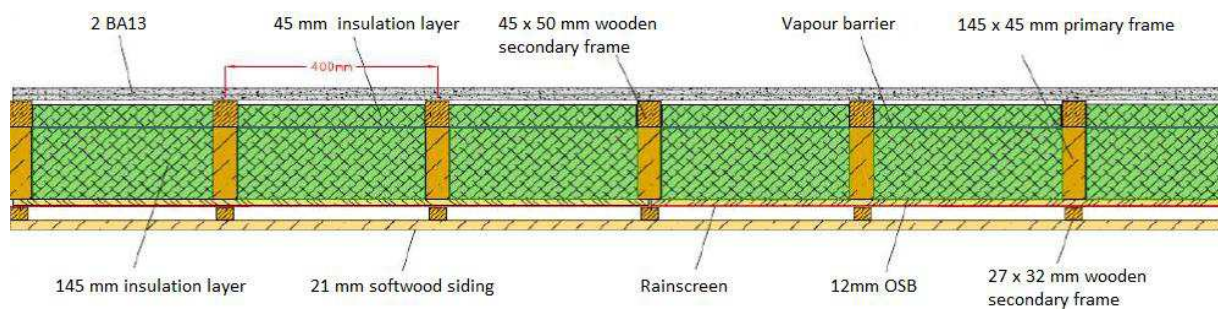 2 BA13
45 mm  insulation layer
45 x 50 mm wooden
secondary frame
Vapour barrier
145 x 45 mm primary frame
400mm
145 mm insulation layer
21 mm softwood siding
Rainscreen
12mm OSB
27 x 32 mm wooden
secondary frame